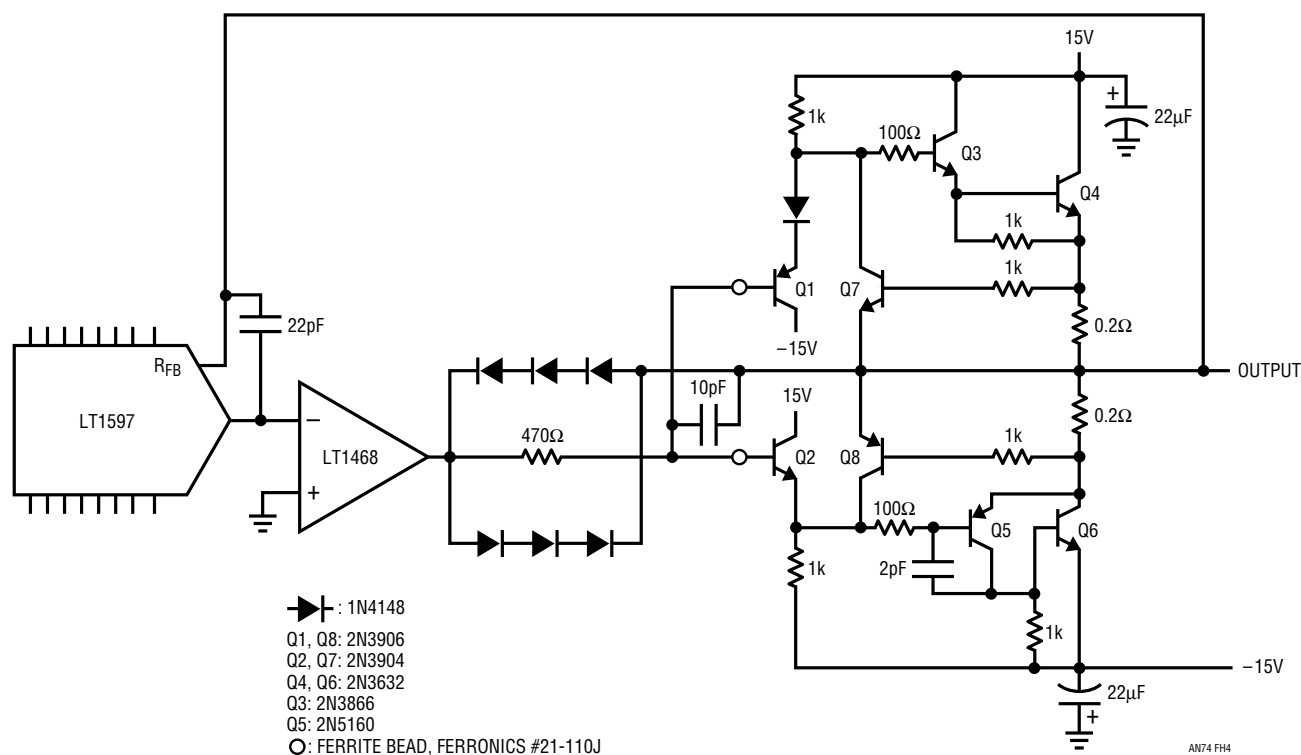 15V
+
22µF
1k
100Ω
Q3
Q4
1k
22pF
RFB
Q1
Q7
1k
0.2Ω
–15V
OUTPUT
LT1597
–
LT1468
+
10pF
15V
470Ω
Q2
Q8
1k
0.2Ω
100Ω
Q5
Q6
1k
2pF
1k
–15V
22µF
+
: 1N4148
Q1, Q8: 2N3906
Q2, Q7: 2N3904
Q4, Q6: 2N3632
Q3: 2N3866
Q5: 2N5160
: FERRITE BEAD, FERRONICS #21-110J
AN74 FH4